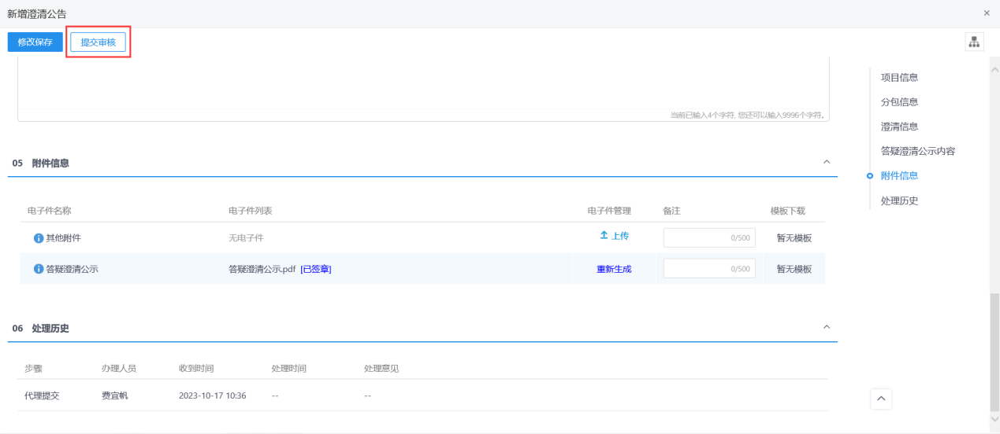 新增澄清公告
修改保存 提交审核
当前已输入4个字符, 您还可以输入9996个字符。
项目信息
分包信息
澄清信息
答疑澄清公示内容
附件信息
处理历史
05 附件信息
电子件名称 电子件列表 电子件管理 备注 模板下载
其他附件 无电子件 上传 0/500 暂无模板
答疑澄清公示 答疑澄清公示.pdf [已签章] 重新生成 0/500 暂无模板
06 处理历史
步骤 办理人员 收到时间 处理时间 处理意见
代理提交 费宜帆 2023-10-17 10:36 -- --